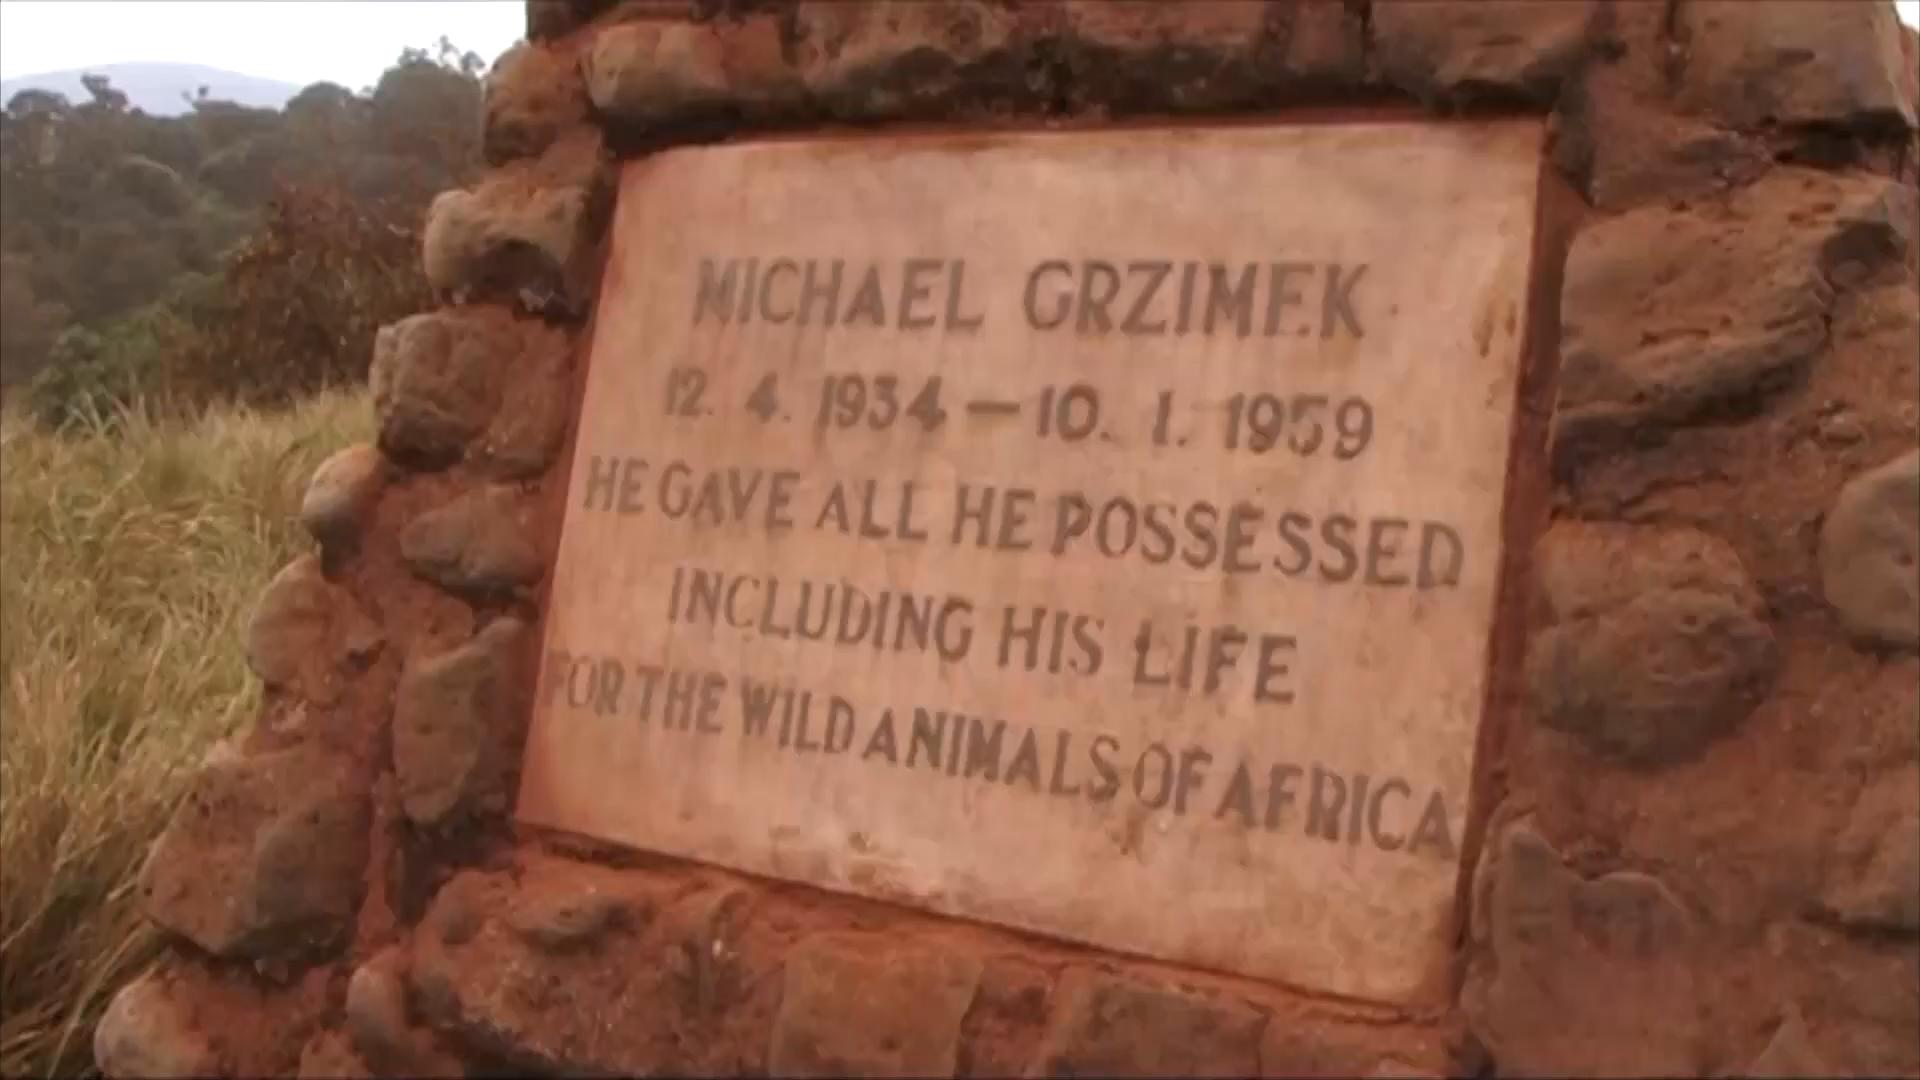 MICHAEL GRZIMEK
12. 4. 1934 — 10. 1. 1959
HE GAVE ALL HE POSSESSED
INCLUDING HIS LIFE
FOR THE WILD ANIMALS OF AFRICA